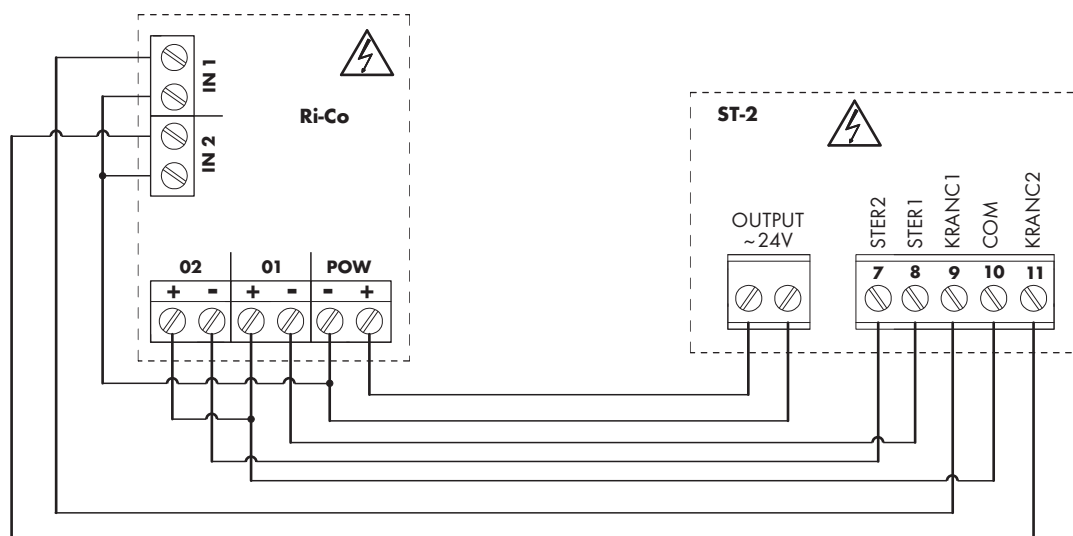 IN 1
IN 2
Ri-Co
02 01 POW
+ - + - - +
ST-2
OUTPUT
~24V
STER2
STER1
KRANC1
COM
KRANC2
7 8 9 10 11